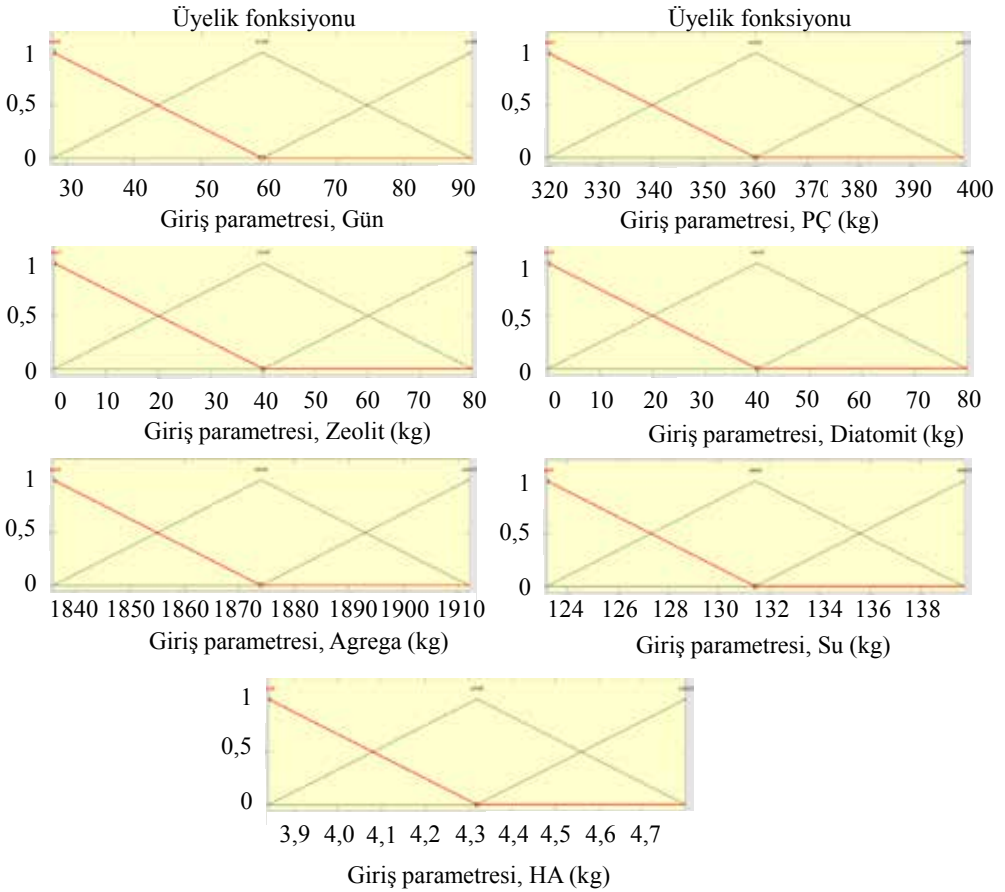 Üyelik fonksiyonu
1
0,5
0
30 40 50 60 70 80 90
Giriş parametresi, Gün
Üyelik fonksiyonu
1
0,5
0
320 330 340 350 360 370 380 390 400
Giriş parametresi, PÇ (kg)
1
0,5
0
0 10 20 30 40 50 60 70 80
Giriş parametresi, Zeolit (kg)
1
0,5
0
0 10 20 30 40 50 60 70 80
Giriş parametresi, Diatomit (kg)
1
0,5
0
1840 1850 1860 1870 1880 1890 1900 1910
Giriş parametresi, Agrega (kg)
1
0,5
0
124 126 128 130 132 134 136 138
Giriş parametresi, Su (kg)
1
0,5
0
3,9 4,0 4,1 4,2 4,3 4,4 4,5 4,6 4,7
Giriş parametresi, HA (kg)